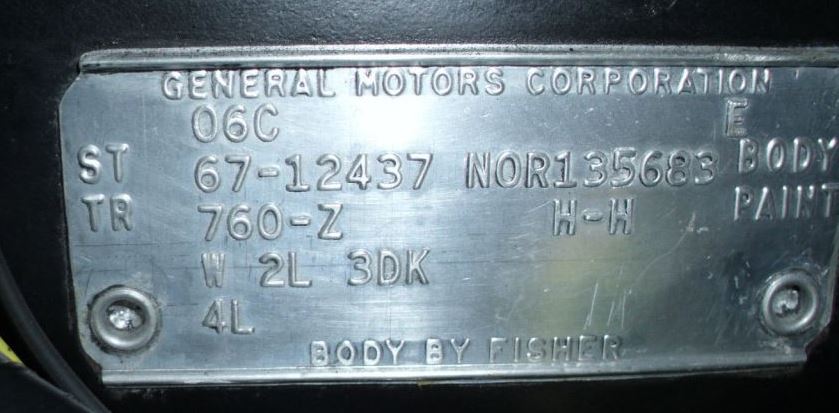 GENERAL MOTORS CORPORATION
06C E
ST 67-12437 NOR135683 BODY
TR 760-Z H-H PAINT
W 2L 3DK
4L
BODY BY FISHER